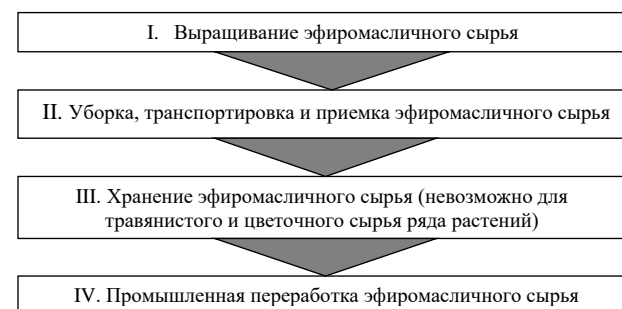 I. Выращивание эфиромасличного сырья
II. Уборка, транспортировка и приемка эфиромасличного сырья
III. Хранение эфиромасличного сырья (невозможно для
травянистого и цветочного сырья ряда растений)
IV. Промышленная переработка эфиромасличного сырья